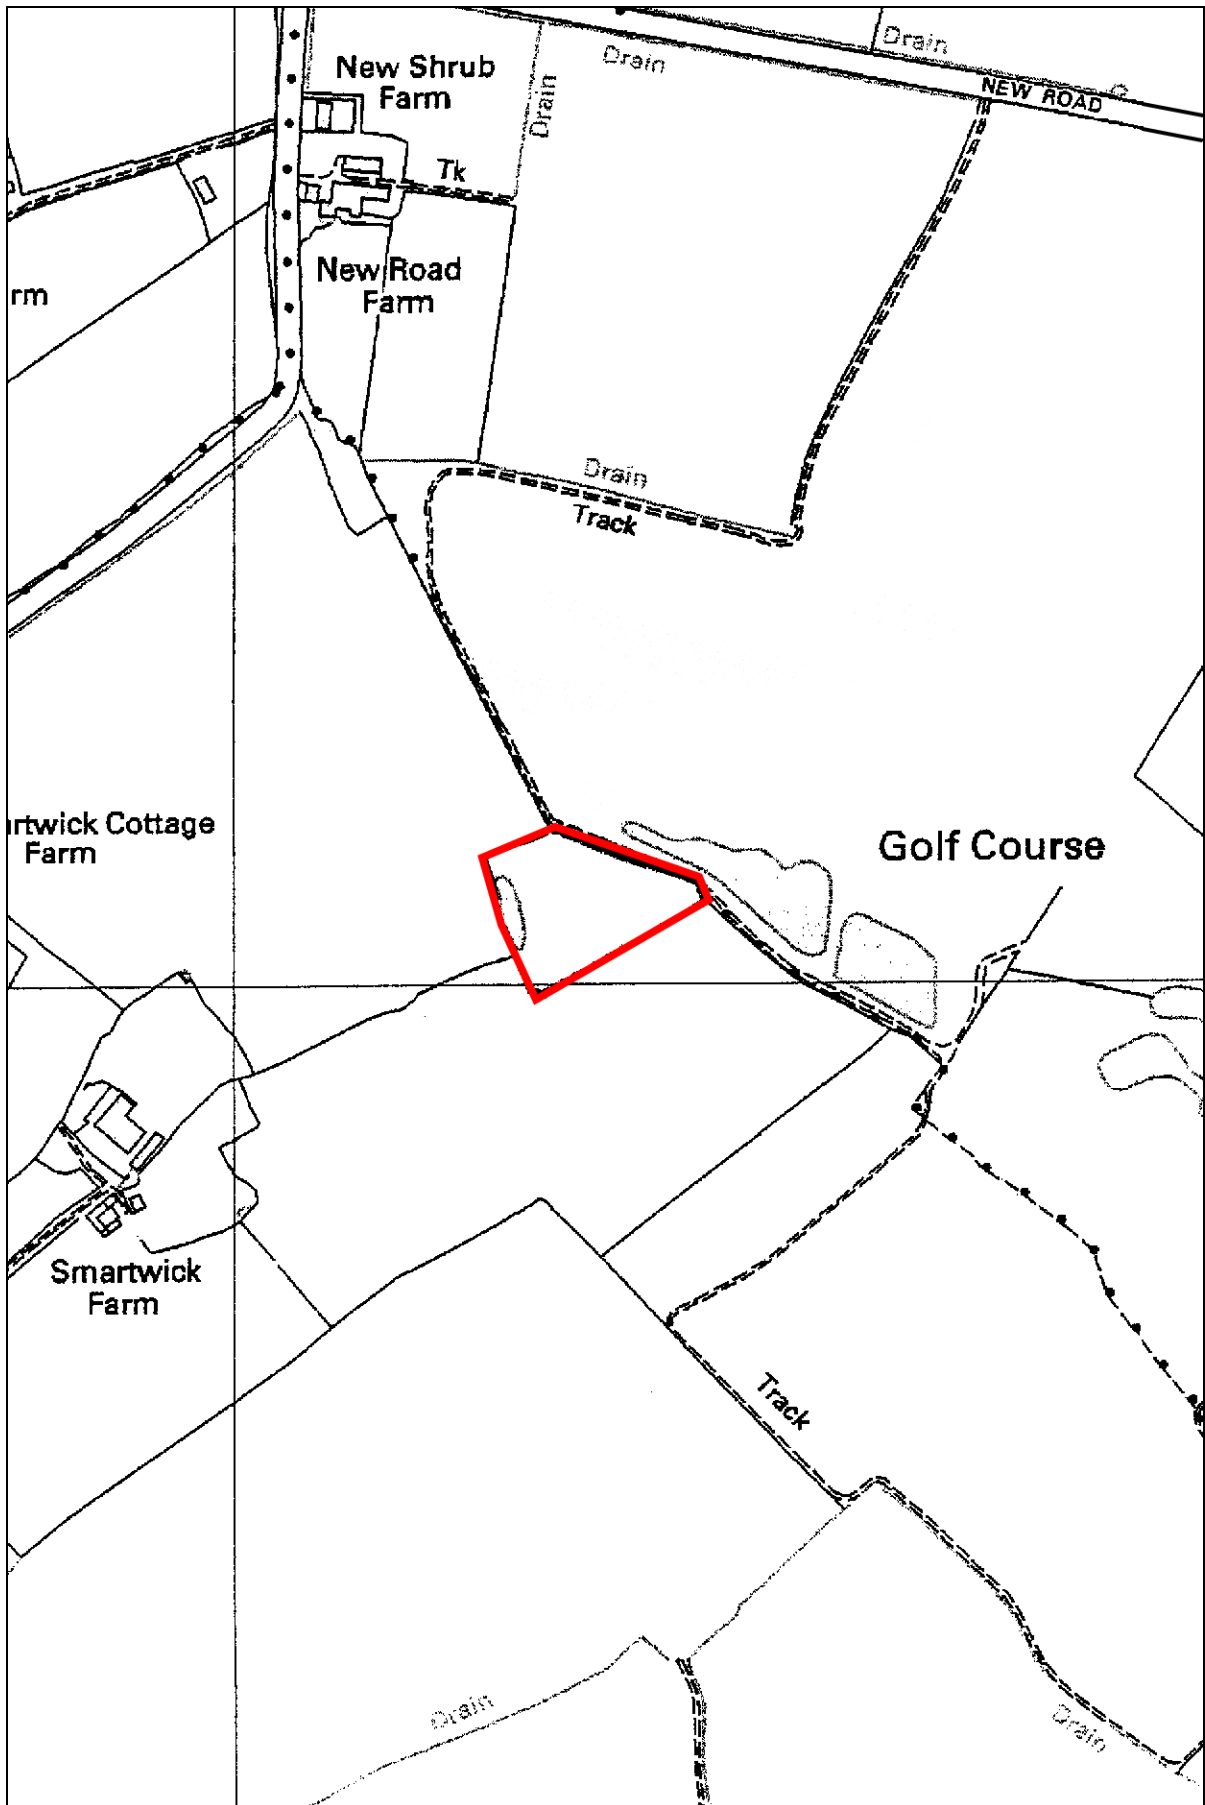 Drain
Drain
New Shrub
Farm
Drain
NEW ROAD
Tk
New Road
Farm
rm
Drain
Track
artwick Cottage
Farm
Golf Course
Smartwick
Farm
Track
Drain
Drain